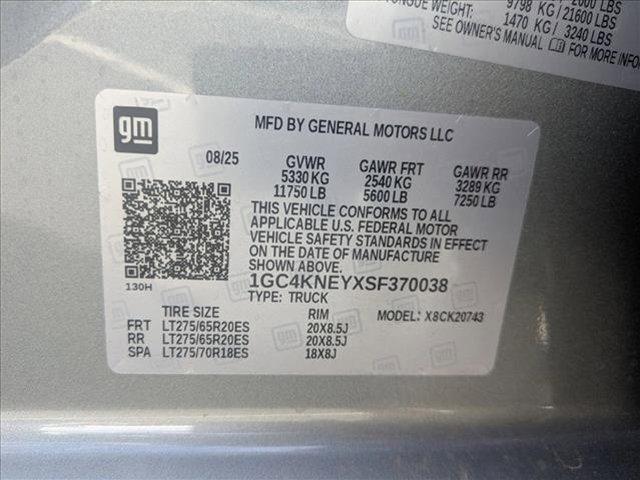 2000 LBS
9798 KG / 21600 LBS
TONGUE WEIGHT: 1470 KG / 3240 LBS
SEE OWNER'S MANUAL FOR MORE INFO
gm
MFD BY GENERAL MOTORS LLC
08/25 GVWR GAWR FRT GAWR RR
5330 KG 2540 KG 3289 KG
11750 LB 5600 LB 7250 LB
THIS VEHICLE CONFORMS TO ALL
APPLICABLE U.S. FEDERAL MOTOR
VEHICLE SAFETY STANDARDS IN EFFECT
ON THE DATE OF MANUFACTURE
SHOWN ABOVE.
130H
1GC4KNEYXSF370038
TYPE: TRUCK
TIRE SIZE RIM MODEL: X8CK20743
FRT LT275/65R20ES 20X8.5J
RR LT275/65R20ES 20X8.5J
SPA LT275/70R18ES 18X8J